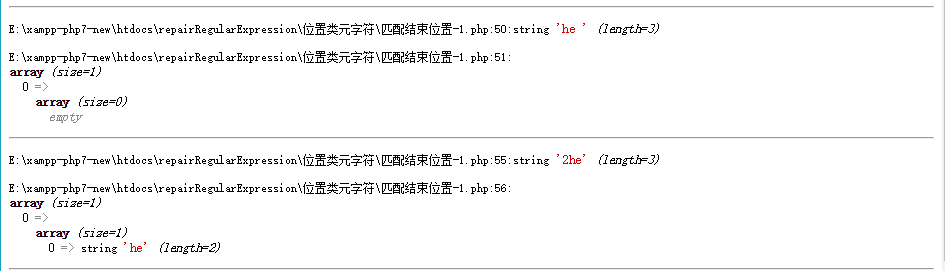 E:\xampp-php7-new\htdocs\repairRegularExpression\位置类元字符\匹配结束位置-1.php:50:string 'he ' (length=3)
E:\xampp-php7-new\htdocs\repairRegularExpression\位置类元字符\匹配结束位置-1.php:51:
array (size=1)
0 =>
array (size=0)
empty
E:\xampp-php7-new\htdocs\repairRegularExpression\位置类元字符\匹配结束位置-1.php:55:string '2he' (length=3)
E:\xampp-php7-new\htdocs\repairRegularExpression\位置类元字符\匹配结束位置-1.php:56:
array (size=1)
0 =>
array (size=1)
0 => string 'he' (length=2)